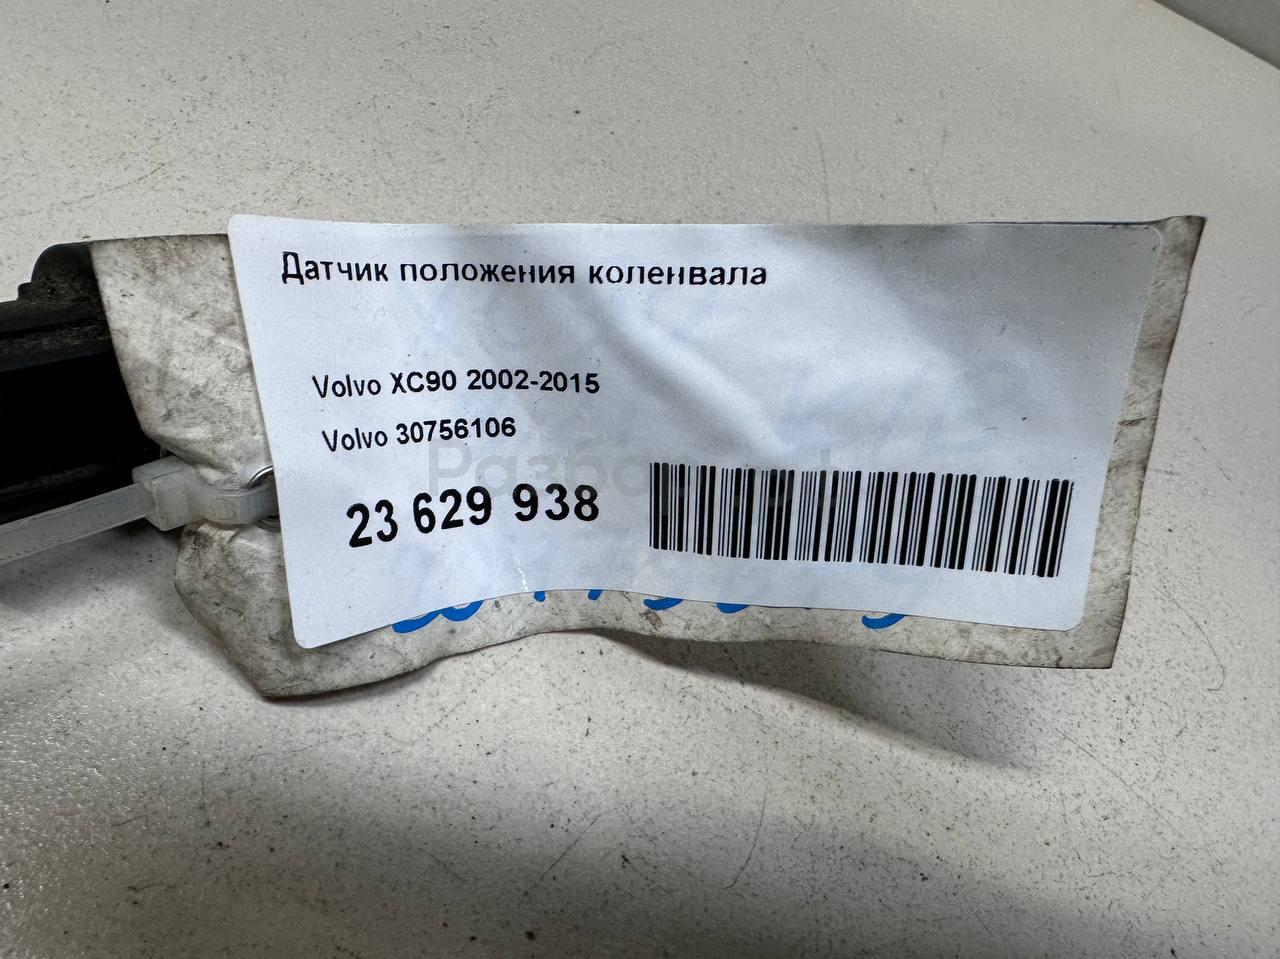 Датчик положения коленвала
Volvo XC90 2002-2015
Volvo 30756106
23 629 938